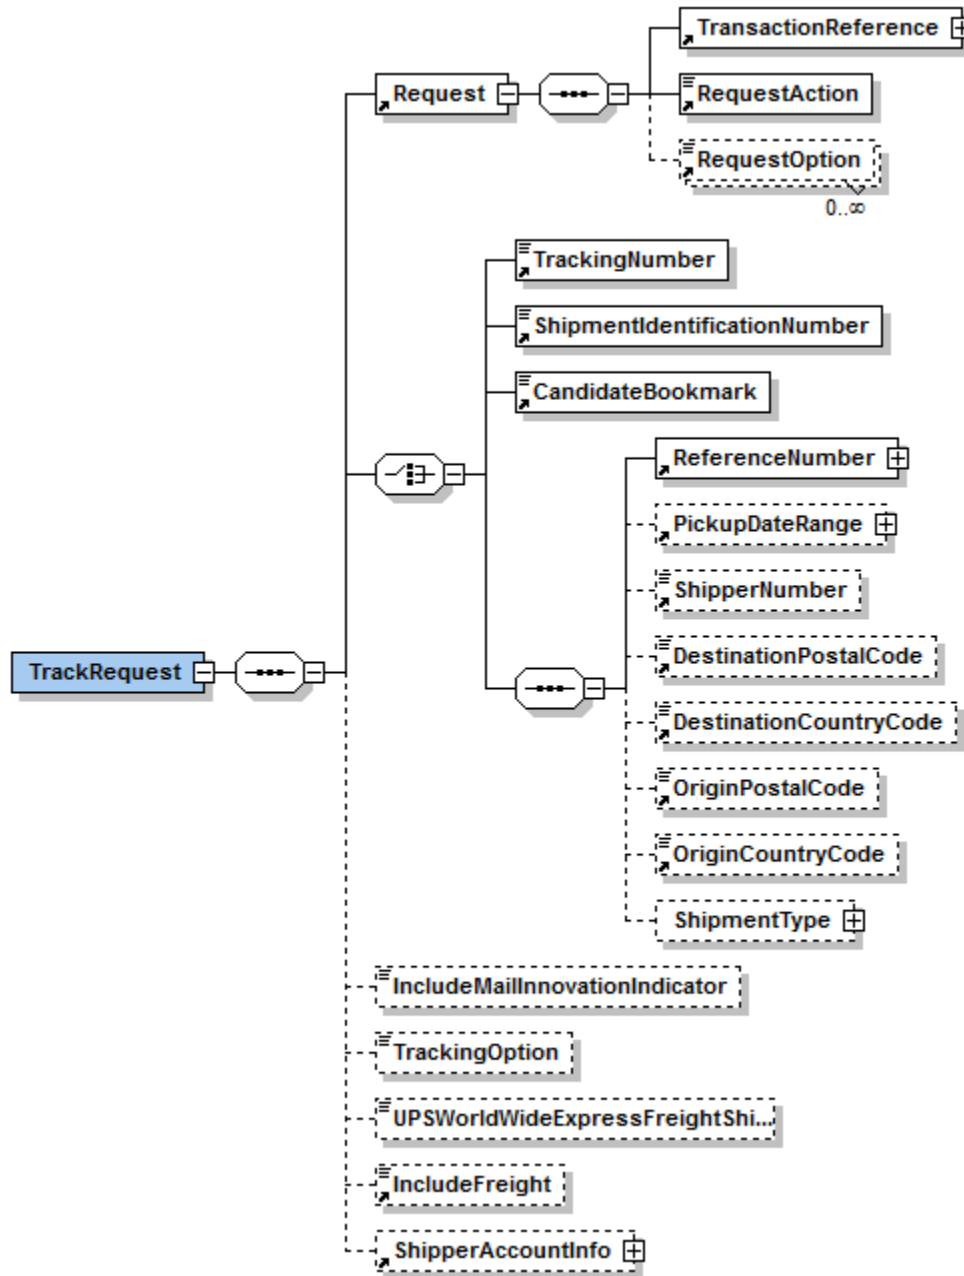 TransactionReference
Request
RequestAction
RequestOption
0..∞
TrackingNumber
ShipmentIdentificationNumber
CandidateBookmark
ReferenceNumber
PickupDateRange
ShipperNumber
DestinationPostalCode
TrackRequest
DestinationCountryCode
OriginPostalCode
OriginCountryCode
ShipmentType
IncludeMailInnovationIndicator
TrackingOption
UPSWorldWideExpressFreightShi...
IncludeFreight
ShipperAccountInfo